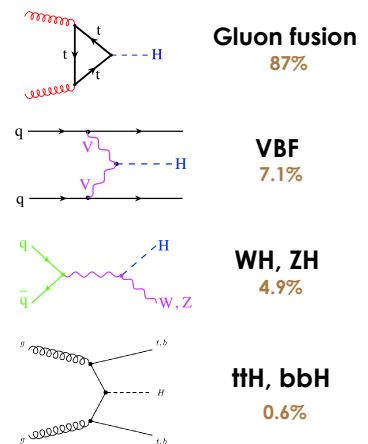 t
t
t
H
Gluon fusion
87%
q
V
V
H
q
VBF
7.1%
q
H
q̅
W, Z
WH, ZH
4.9%
g
t, b
H
g
t, b
ttH, bbH
0.6%